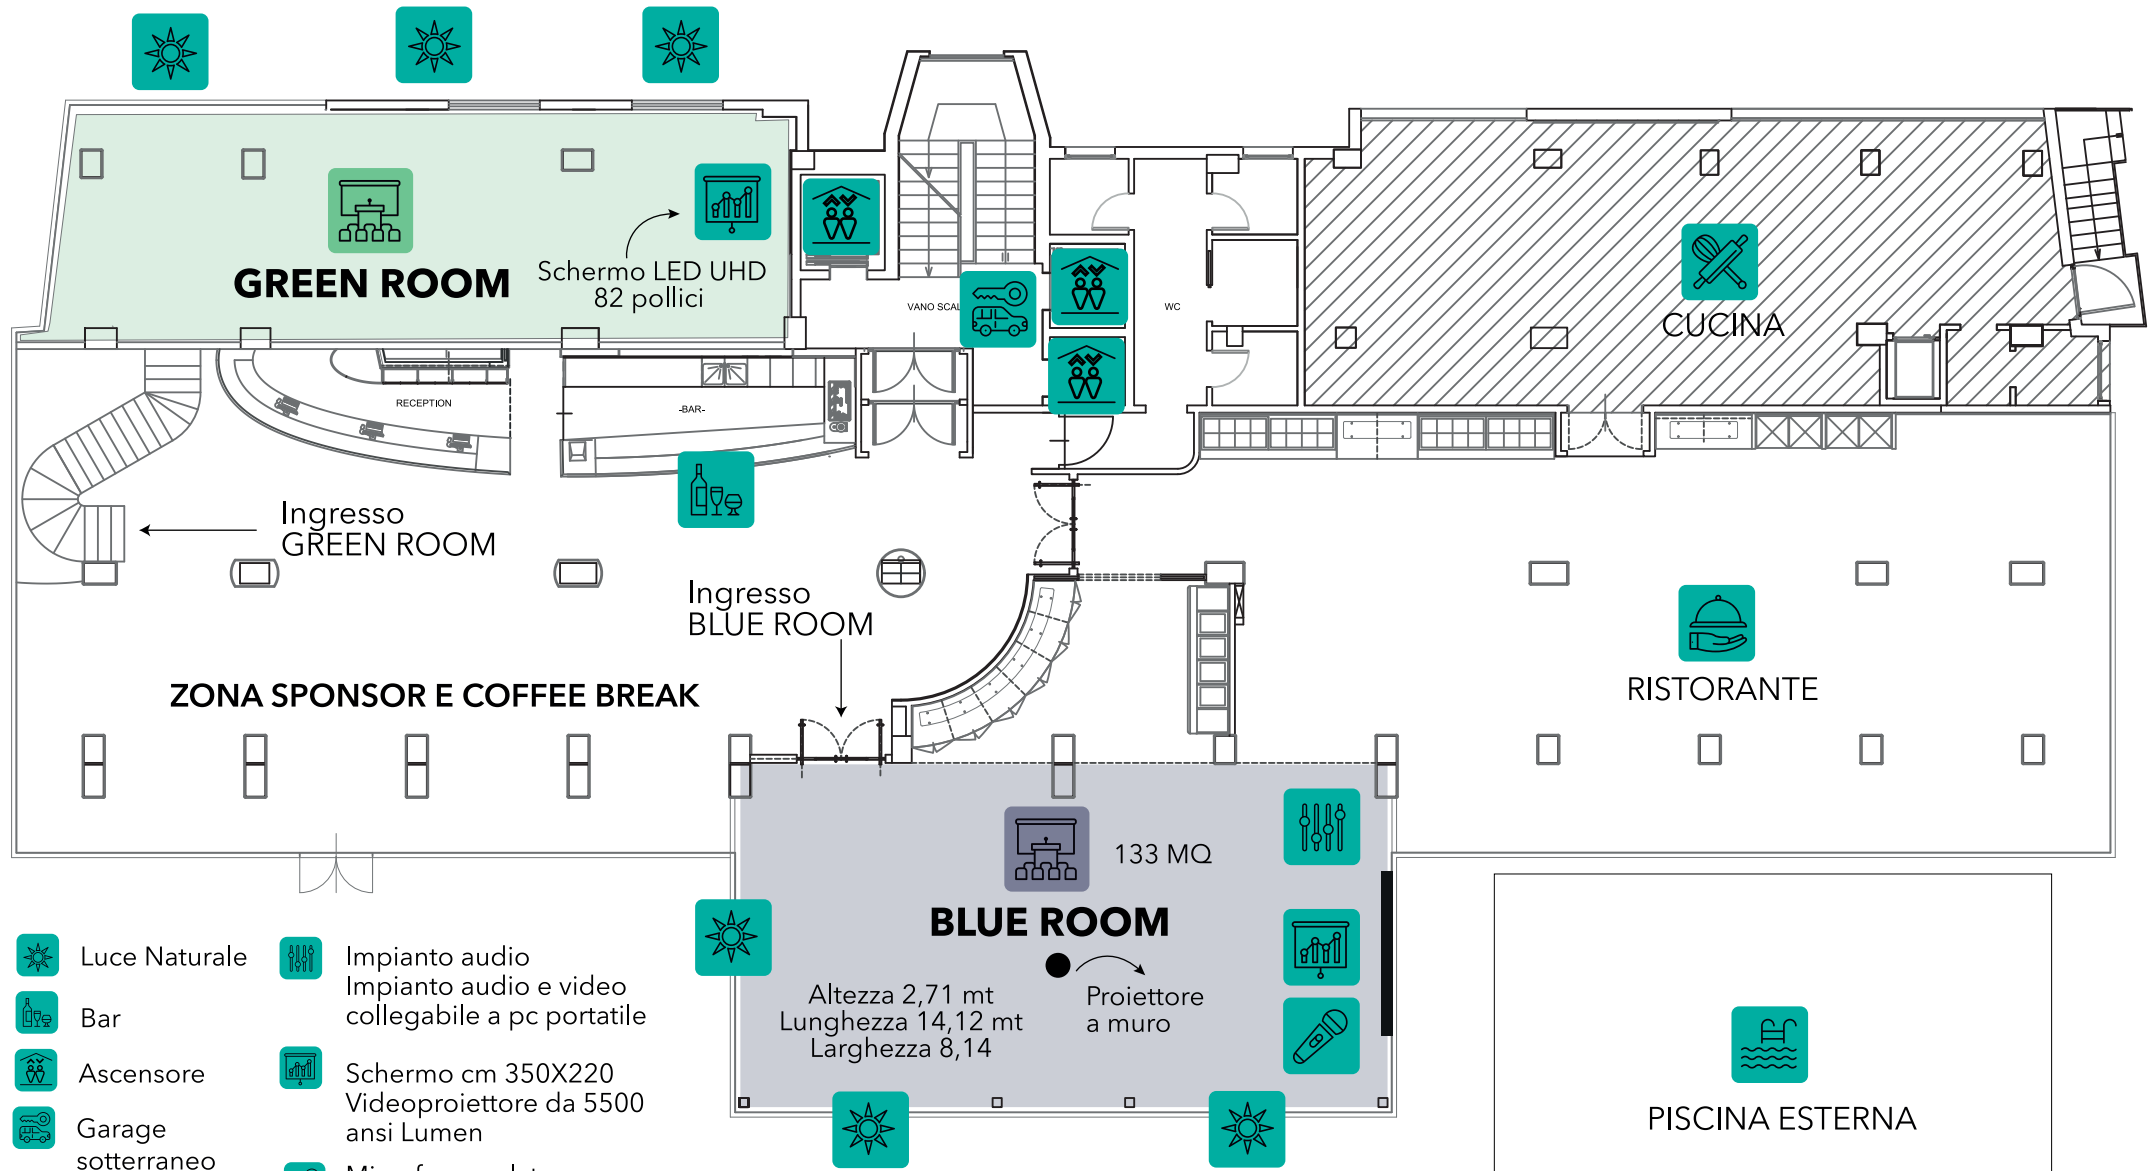 GREEN ROOM
Schermo LED UHD
82 pollici
VANO SCAL
WC
CUCINA
RECEPTION
-BAR-
Ingresso
GREEN ROOM
Ingresso
BLUE ROOM
ZONA SPONSOR E COFFEE BREAK
RISTORANTE
133 MQ
BLUE ROOM
Altezza 2,71 mt
Lunghezza 14,12 mt
Larghezza 8,14
Proiettore
a muro
PISCINA ESTERNA
Luce Naturale
Bar
Ascensore
Garage
sotterraneo
Impianto audio
Impianto audio e video
collegabile a pc portatile
Schermo cm 350X220
Videoproiettore da 5500
ansi Lumen